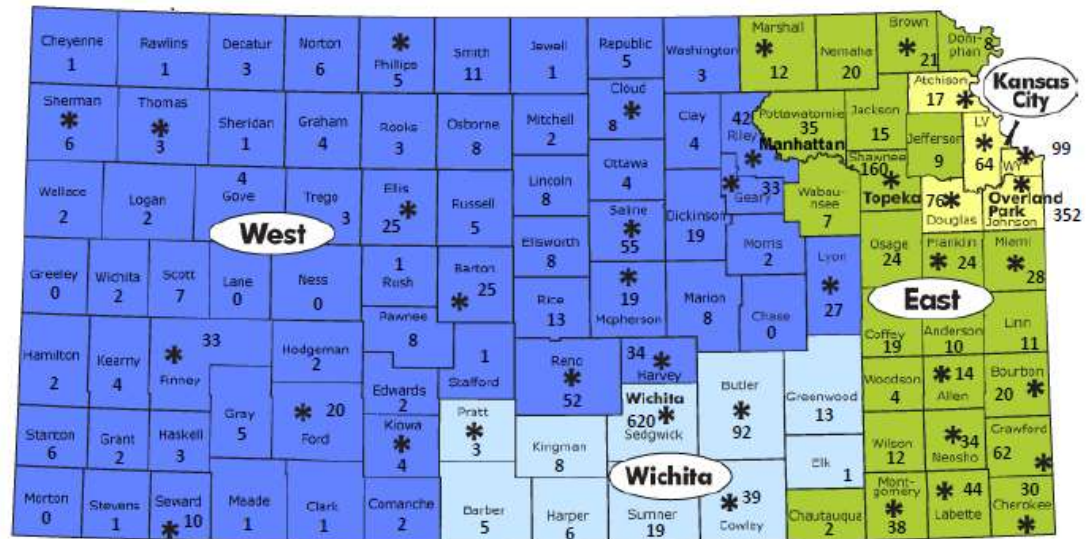 Cheyenne
1
Rawlins
1
Decatur
3
Norton
6
*
Phillips
5
Smith
11
Jewell
1
Republic
5
Washington
3
Marshall
*
12
Nemaha
20
Brown
*
21
Doni-
phan
8
Atchison
17 *
Kansas
City
Sherman
*
6
Thomas
*
3
Sheridan
1
Graham
4
Rooks
3
Osborne
8
Mitchell
2
Cloud
8 *
Clay
4
42
Riley
*
Pottawatomie
35
Manhattan
Jackson
15
Jefferson
9
LV
*
64
WY
*
99
Wallace
2
Logan
2
4
Gove
Trego
3
Ellis
*
25
Russell
5
Lincoln
8
Ottawa
4
Saline
*
55
Dickinson
19
*
33
Geary
Wabau-
nsee
7
Shawnee
160 *
Topeka
76 *
Douglas
*
Overland
Park
Johnson
352
West
Greeley
0
Wichita
2
Scott
7
Lane
0
Ness
0
1
Rush
Barton
* 25
Ellsworth
8
Rice
13
*
19
Mcpherson
Marion
8
Morris
2
Chase
0
Lyon
*
27
Osage
24
Franklin
* 24
Miami
*
28
East
Hamilton
2
Kearny
4
33
*
Finney
Hodgeman
2
Pawnee
8
1
Stafford
Reno
*
52
34 *
Harvey
Butler
*
92
Greenwood
13
Coffey
19
Anderson
10
Linn
11
Edwards
2
Gray
5
* 20
Ford
Kiowa
*
4
Pratt
*
3
Kingman
8
Wichita
620 *
Sedgwick
Woodson
4
* 14
Allen
Bourbon
20 *
Stanton
6
Grant
2
Haskell
3
Wichita
Elk
1
Wilson
12
* 34
Neosho
Crawford
62
*
Morton
0
Stevens
1
Seward
* 10
Meade
1
Clark
1
Comanche
2
Barber
5
Harper
6
Sumner
19
* 39
Cowley
Chautauqua
2
Mont-
gomery
*
38
* 44
Labette
30
Cherokee
*